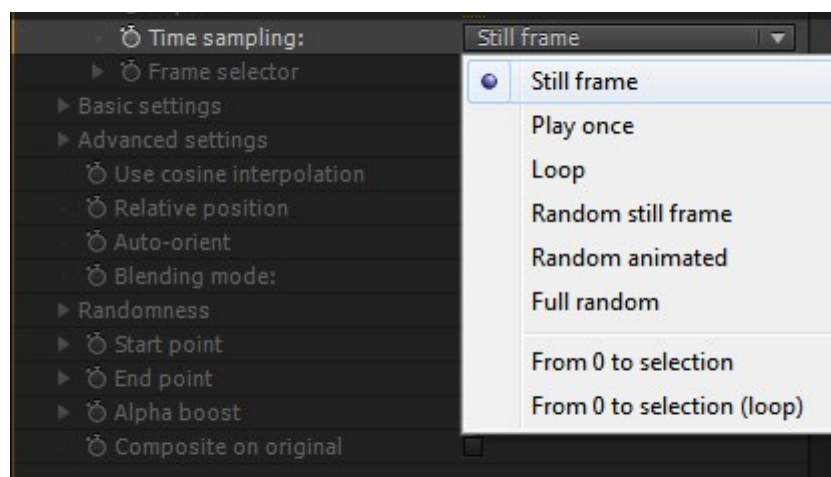 Time sampling: Still frame
Frame selector
Still frame
Basic settings
Play once
Advanced settings
Loop
Use cosine interpolation
Relative position
Random still frame
Auto-orient
Random animated
Blending mode:
Full random
Randomness
Start point
From 0 to selection
End point
From 0 to selection (loop)
Alpha boost
Composite on original